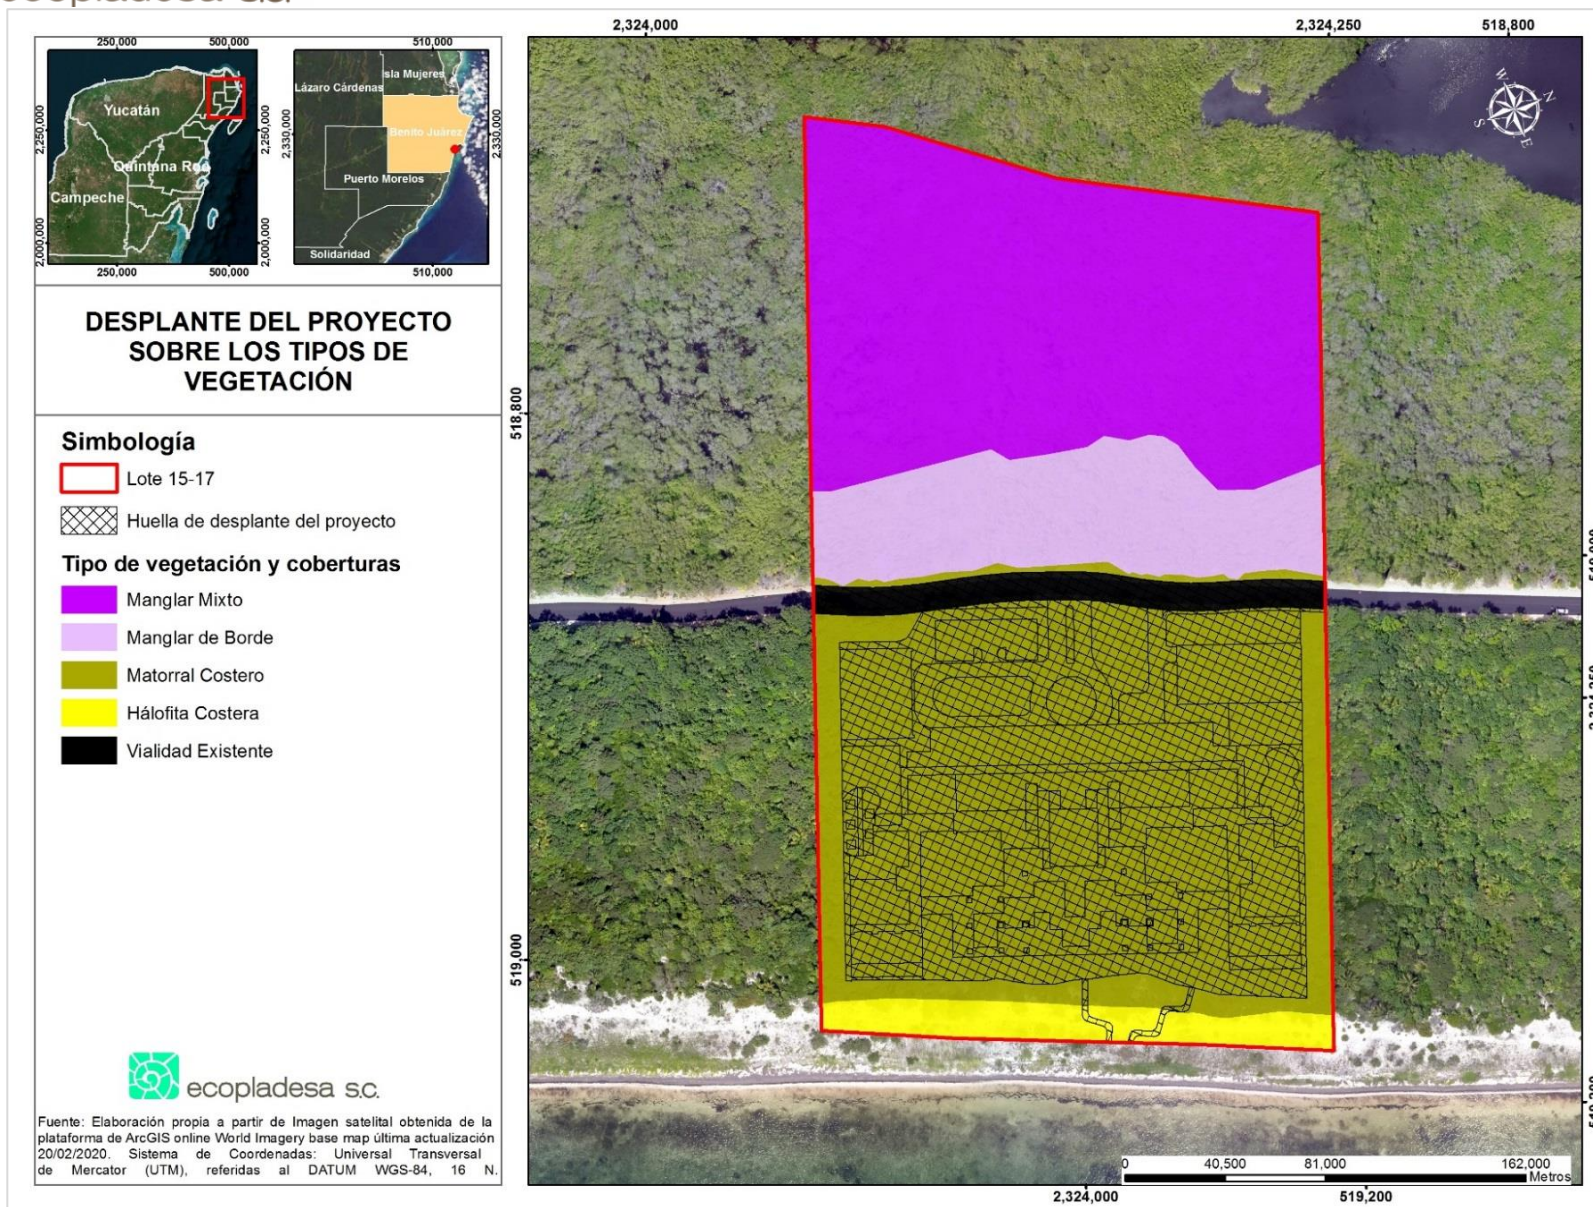 ecopladesa s.c.
2,324,000
2,324,250
518,800
250,000
500,000
510,000
Yucatán
Quintana Roo
Campeche
2,250,000
2,000,000
2,250,000
2,000,000
250,000
500,000
Isla Mujeres
Lázaro Cárdenas
Benito Juárez
Puerto Morelos
Solidaridad
2,330,000
2,330,000
510,000
N
E
S
W
DESPLANTE DEL PROYECTO
SOBRE LOS TIPOS DE
VEGETACIÓN
Simbología
Lote 15-17
Huella de desplante del proyecto
Tipo de vegetación y coberturas
Manglar Mixto
Manglar de Borde
Matorral Costero
Hálofita Costera
Vialidad Existente
ecopladesa s.c.
Fuente: Elaboración propia a partir de Imagen satelital obtenida de la
plataforma de ArcGIS online World Imagery base map última actualización
20/02/2020. Sistema de Coordenadas: Universal Transversal
de Mercator (UTM), referidas al DATUM WGS-84, 16 N.
518,800
519,000
519,000
2,324,250
519,200
0 40,500 81,000 162,000
Metros
2,324,000
519,200